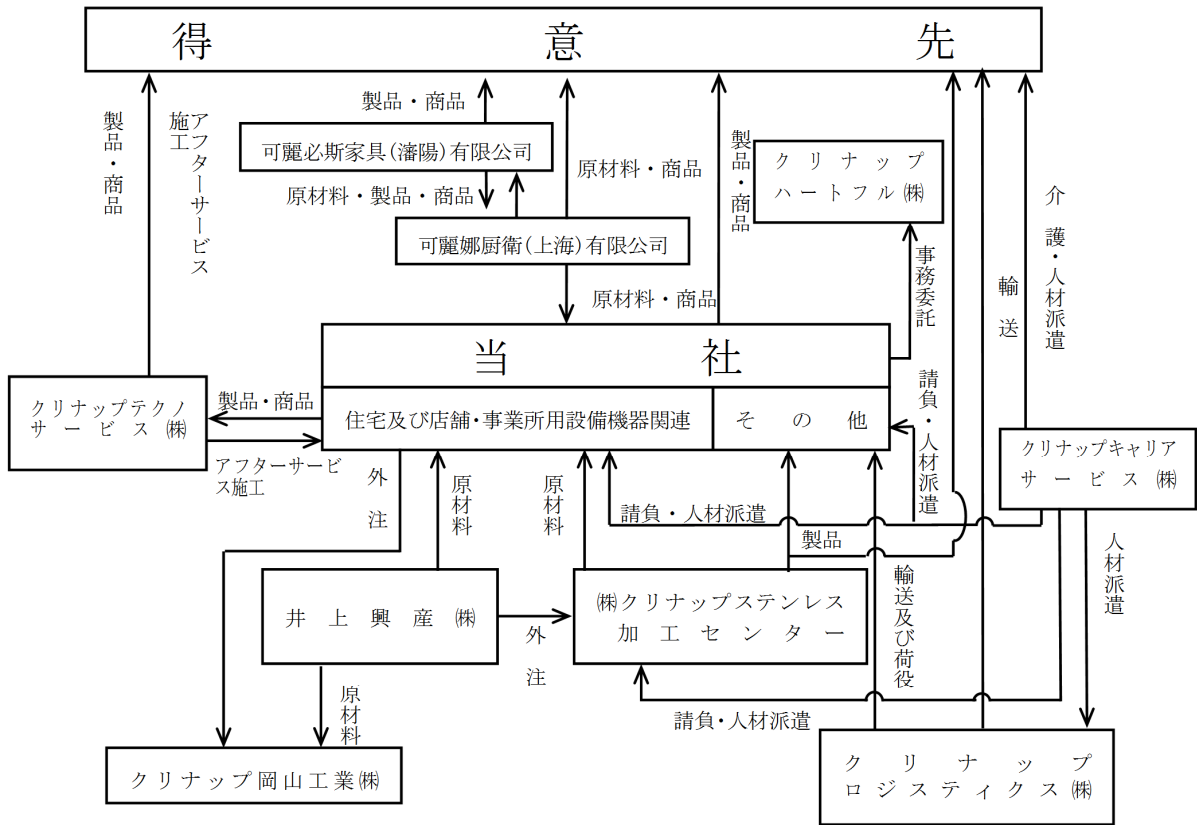 得意先
製品・商品
アフターサービス
施工
製品・商品
可麗必斯家具(瀋陽)有限公司
原材料・製品・商品
原材料・商品
可麗娜厨衛(上海)有限公司
原材料・商品
製品・商品
クリナップ
ハートフル㈱
事務委託
介護・人材派遣
輸送
当社
住宅及び店舗・事業所用設備機器関連
その他
クリナップテクノ
サービス㈱
製品・商品
アフターサービ
ス施工
外注
原材料
原材料
請負・人材派遣
請負・人材派遣
クリナップキャリア
サービス㈱
製品
人材派遣
井上興産㈱
外注
㈱クリナップステンレス
加工センター
輸送及び荷役
原材料
請負・人材派遣
クリナップ岡山工業㈱
クリナップ
ロジスティクス㈱